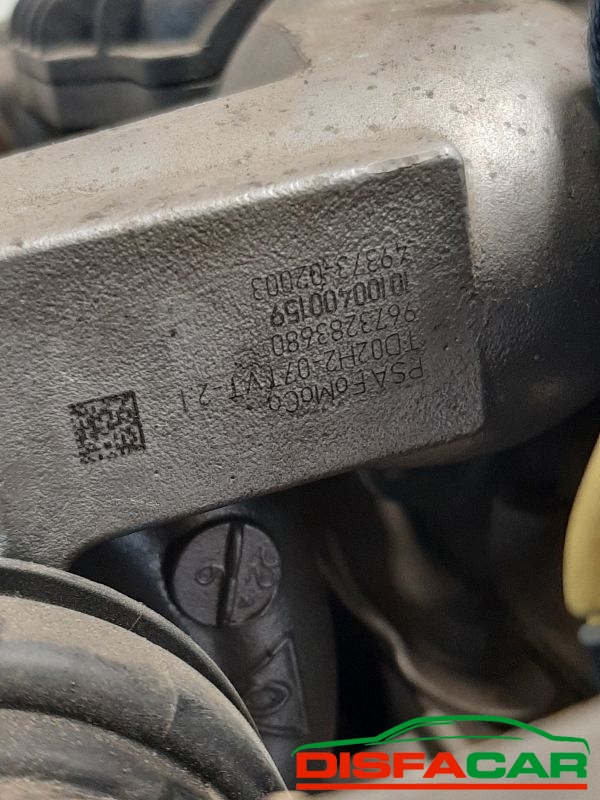 PSA FoMoCo
TD02H2-07TVT-2.1
9673283680
10100400159
49373-02003
DISFACAR